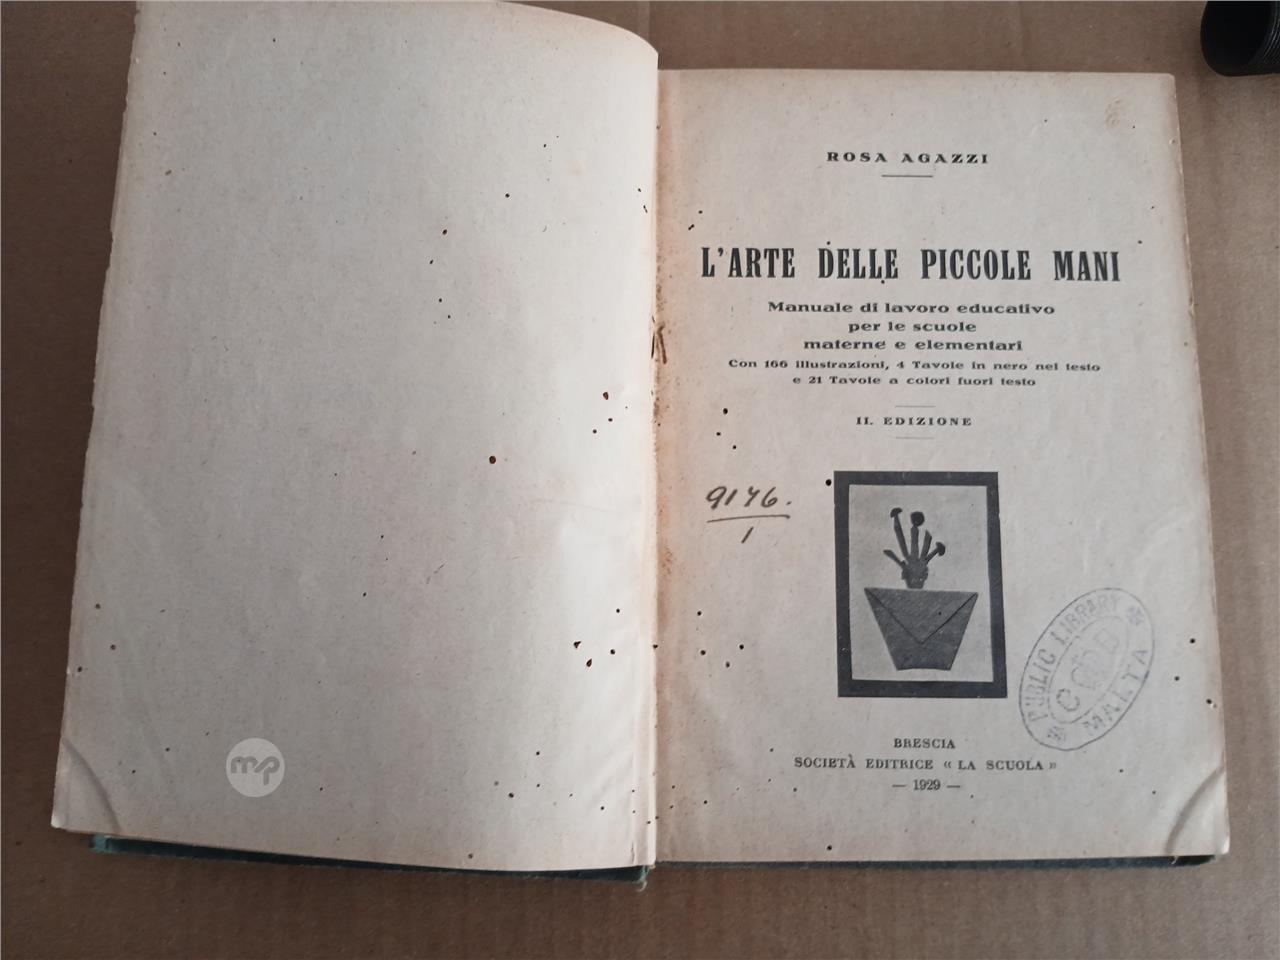 ROSA AGAZZI
L'ARTE DELLE PICCOLE MANI
Manuale di lavoro educativo
per le scuole
materne e elementari
Con 166 illustrazioni, 4 Tavole in nero nel testo
e 21 Tavole a colori fuori testo
II. EDIZIONE
9146.
1
PUBLIC LIBRARY
MALTA
BRESCIA
SOCIETÀ EDITRICE « LA SCUOLA »
— 1929 —
mp